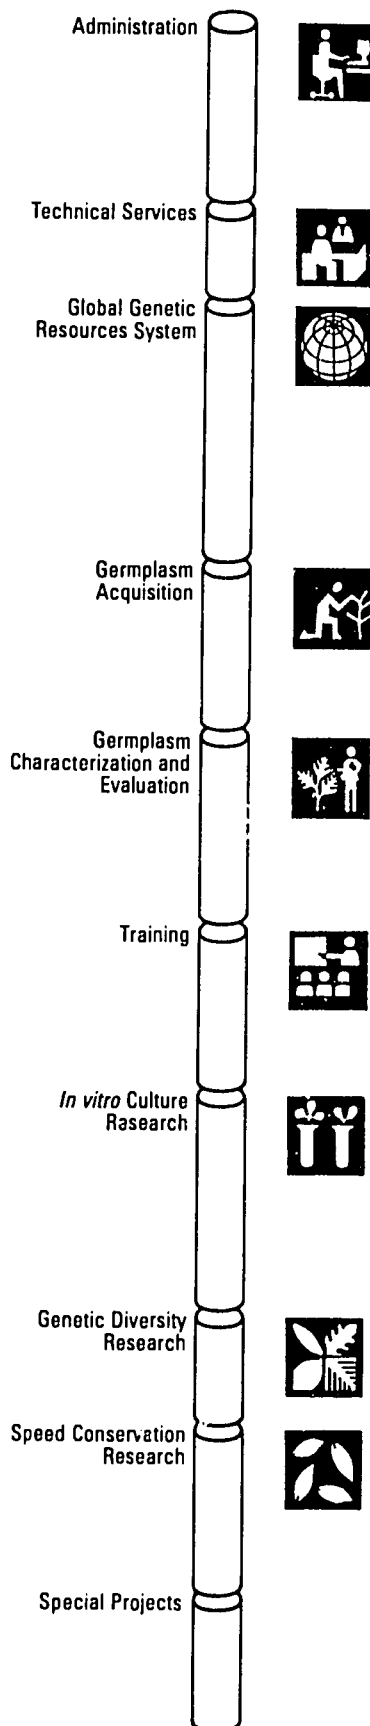 Administration
Technical Services
Global Genetic
Resources System
Germplasm
Acquisition
Germplasm
Characterization and
Evaluation
Training
In vitro Culture
Rasearch
Genetic Diversity
Research
Speed Conservation
Research
Special Projects